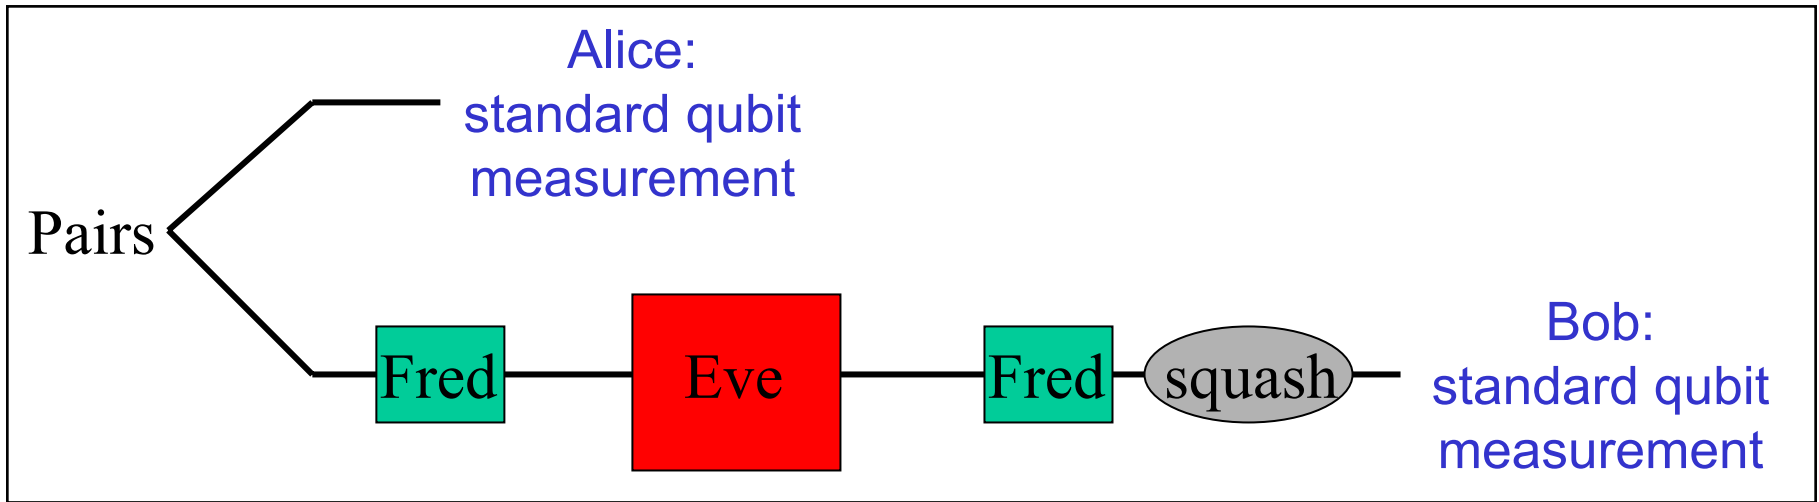 Alice:
standard qubit
measurement
Pairs
Fred
Eve
Fred
squash
Bob:
standard qubit
measurement